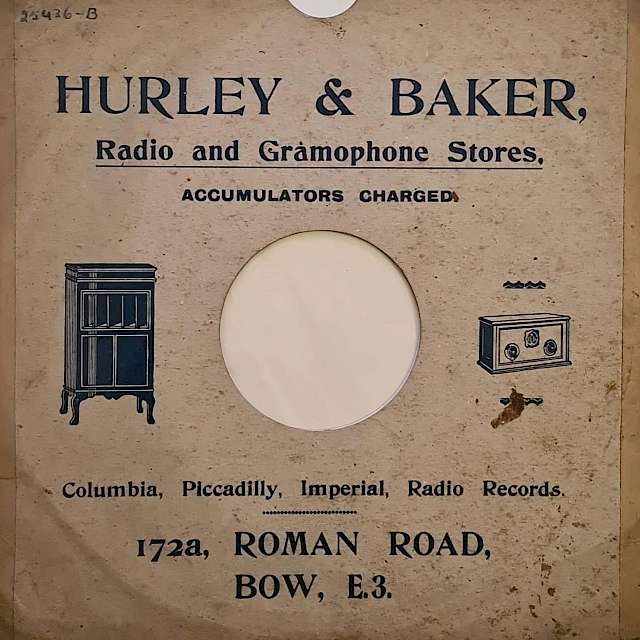 25436-B
HURLEY & BAKER,
Radio and Gramophone Stores.
ACCUMULATORS CHARGED.
Columbia, Piccadilly, Imperial, Radio Records.
172a, ROMAN ROAD,
BOW, E.3.